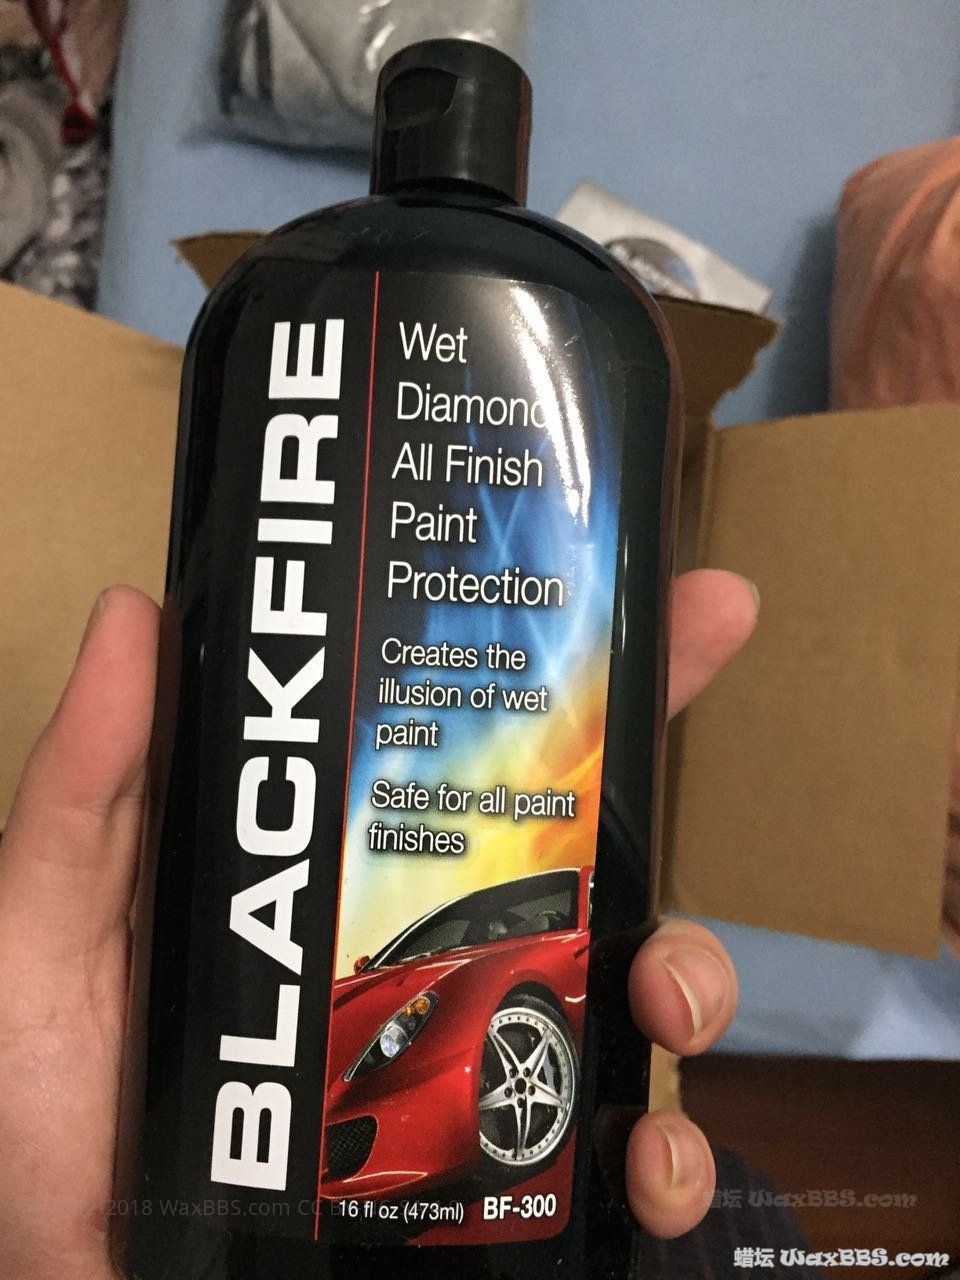 BLACKFIRE
Wet
Diamond
All Finish
Paint
Protection
Creates the
illusion of wet
paint
Safe for all paint
finishes
16 fl oz (473ml) BF-300
-2018 WaxBBS.com CC
蜡坛 WaxBBS.com
蜡坛 WaxBBS.com